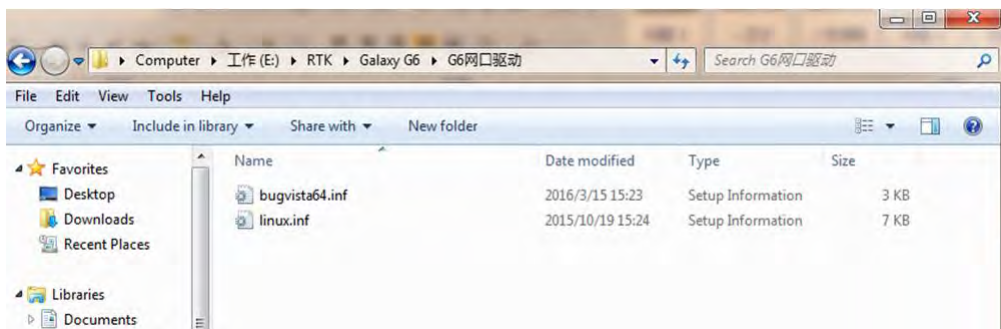 Computer ▸ 工作 (E:) ▸ RTK ▸ Galaxy G6 ▸ G6网口驱动
Search G6网口驱动
File Edit View Tools Help
Organize Include in library Share with New folder
Favorites Name Date modified Type Size
Desktop bugvista64.inf 2016/3/15 15:23 Setup Information 3 KB
Downloads linux.inf 2015/10/19 15:24 Setup Information 7 KB
Recent Places
Libraries
Documents